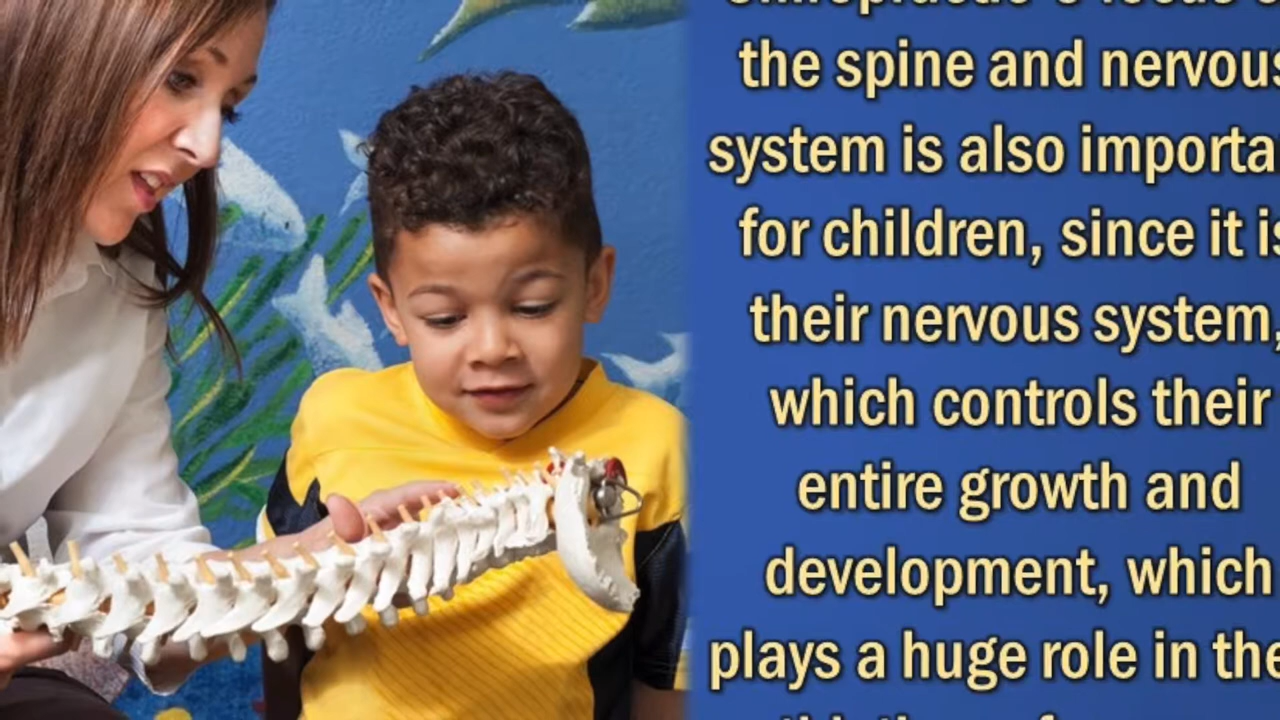 the spine and nervous
system is also importa
for children, since it is
their nervous system,
which controls their
entire growth and
development, which
plays a huge role in the